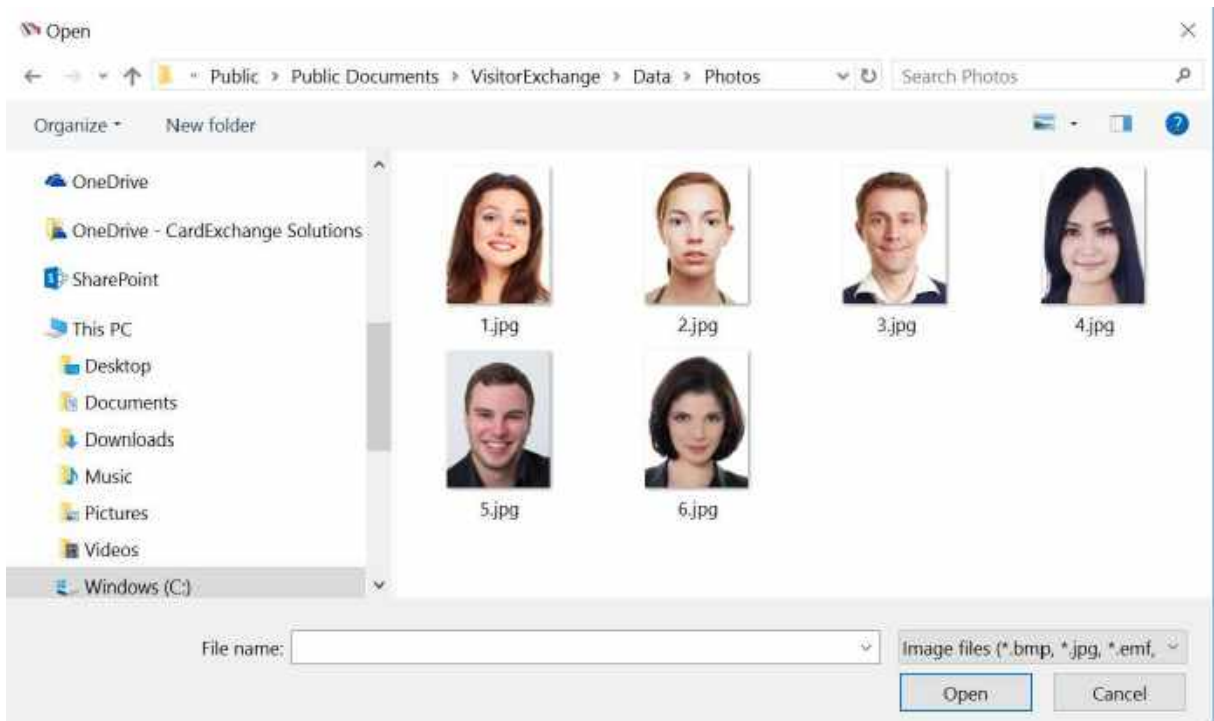 Open
Public > Public Documents > VisitorExchange > Data > Photos
Search Photos
Organize
New folder
OneDrive
OneDrive - CardExchange Solutions
SharePoint
This PC
Desktop
Documents
Downloads
Music
Pictures
Videos
Windows (C:)
1.jpg
2.jpg
3.jpg
4.jpg
5.jpg
6.jpg
File name:
Image files (*.bmp, *.jpg, *.emf,
Open
Cancel